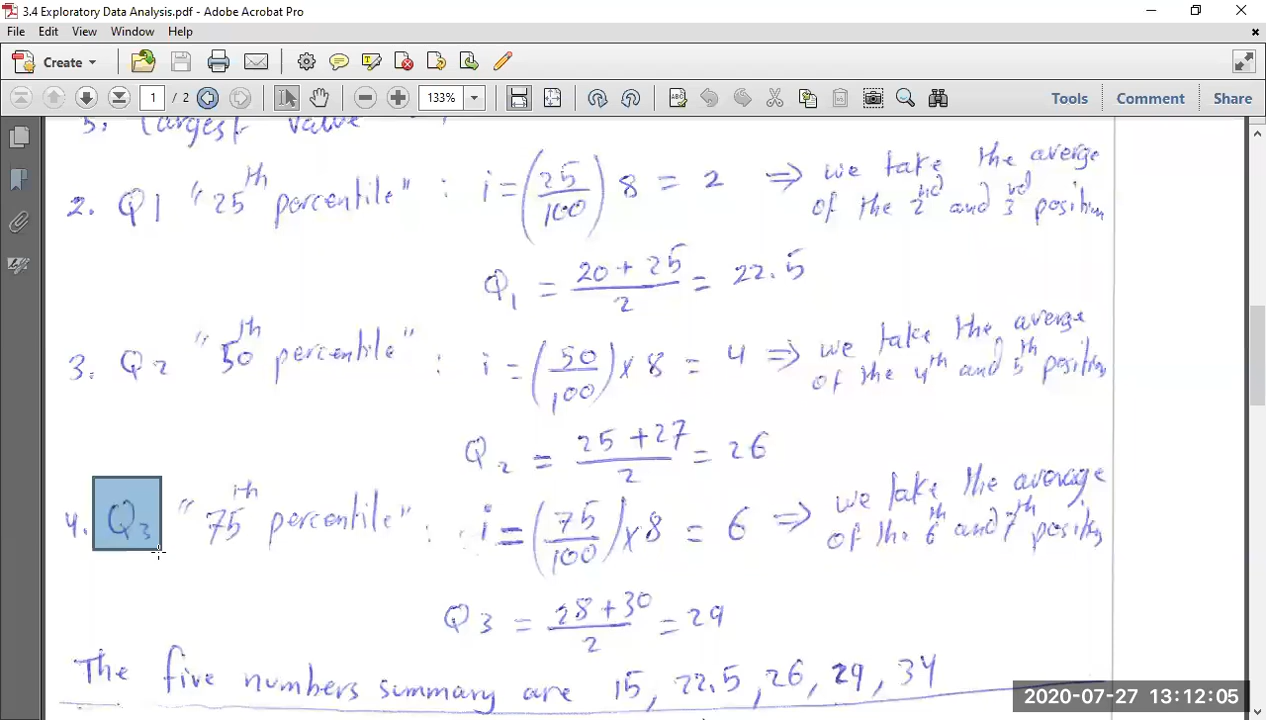 3.4 Exploratory Data Analysis.pdf - Adobe Acrobat Pro
File Edit View Window Help
Create
1 / 2 133% Tools Comment Share
5. Largest value
2. Q1 "25th percentile" : i = (25/100) 8 = 2 ⇒ we take the averge
of the 2nd and 3rd position
Q1 = (20 + 25)/2 = 22.5
3. Q2 "50th percentile" : i = (50/100) × 8 = 4 ⇒ we take the averge
of the 4th and 5th position
Q2 = (25 + 27)/2 = 26
4. Q3 "75th percentile" : i = (75/100) × 8 = 6 ⇒ we take the average
of the 6th and 7th position
Q3 = (28 + 30)/2 = 29
The five numbers summary are 15, 22.5, 26, 29, 34
2020-07-27 13:12:05